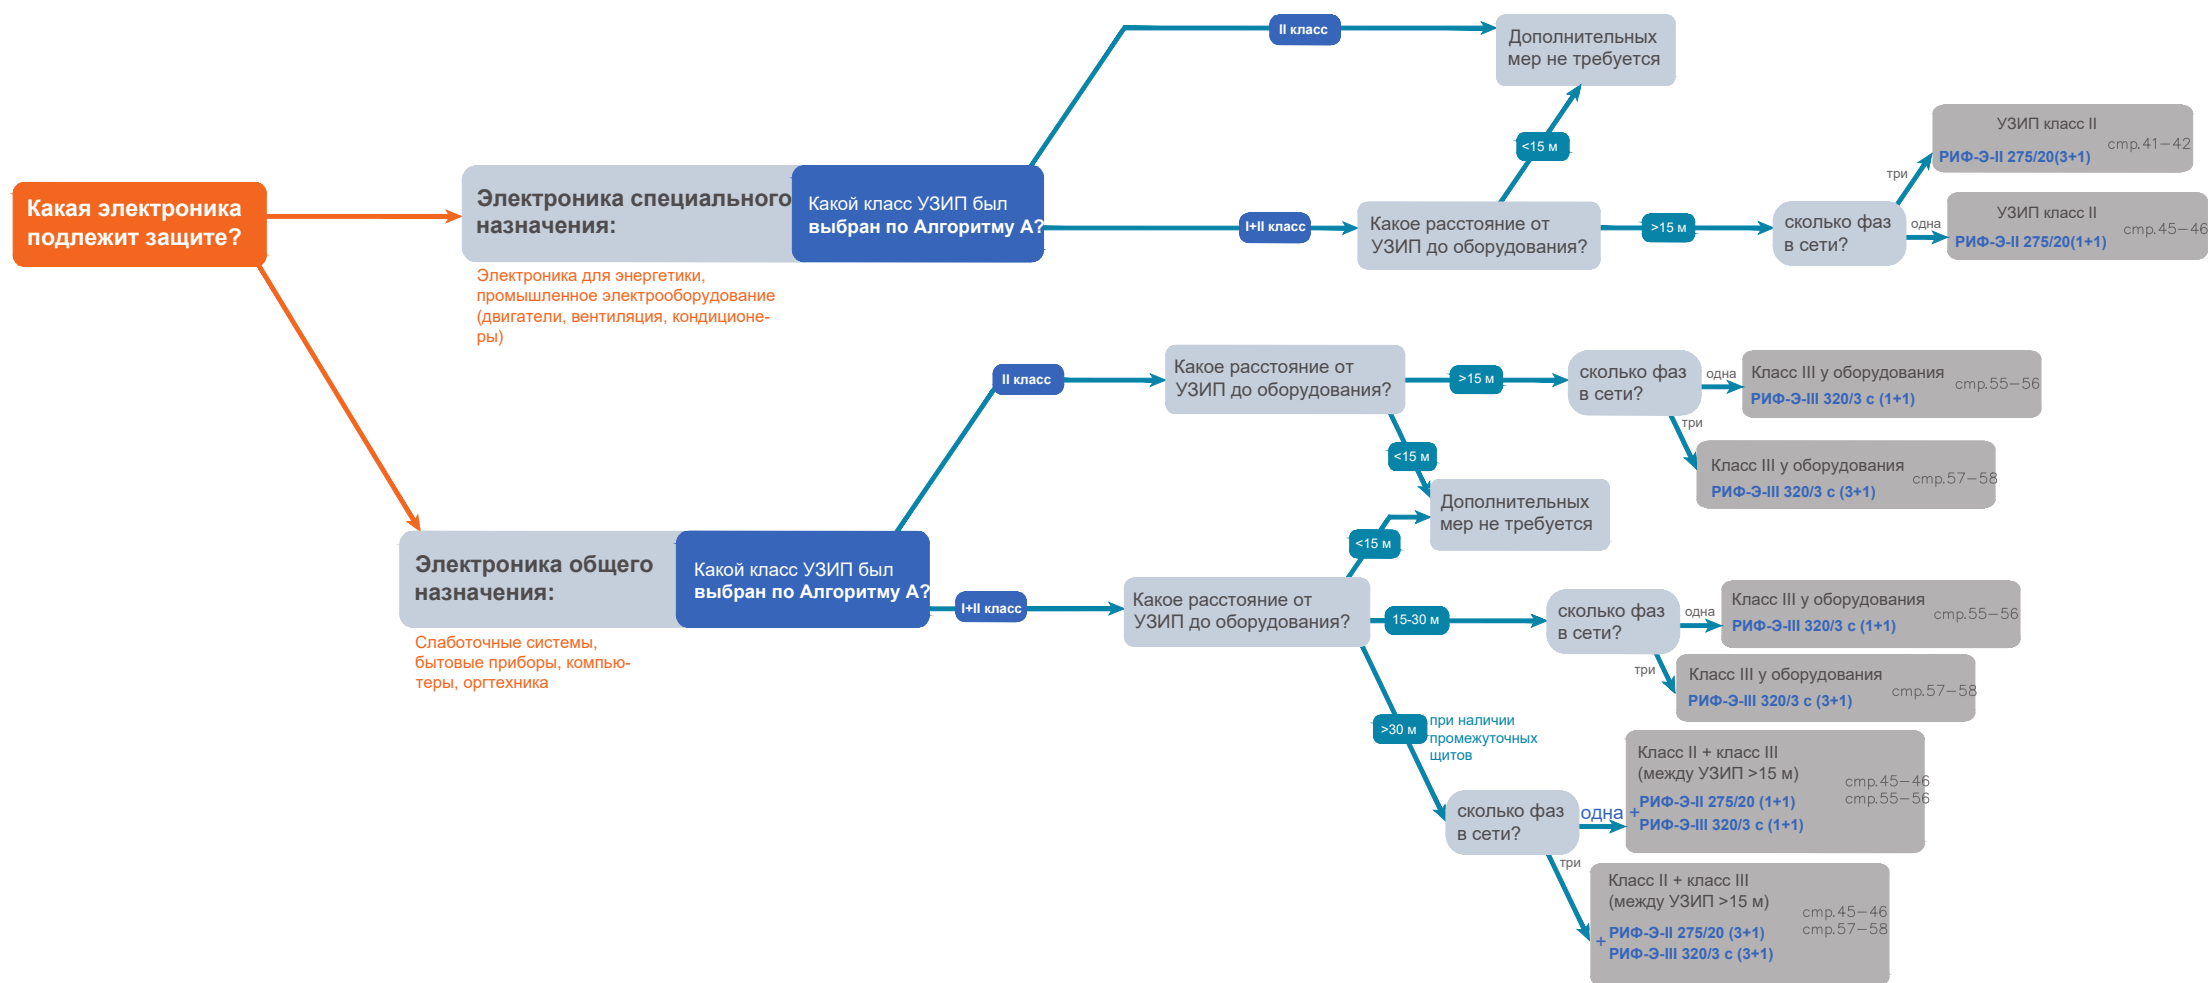 Какая электроника
подлежит защите?
Электроника специального
назначения:
Электроника для энергетики,
промышленное электрооборудование
(двигатели, вентиляция, кондиционе-
ры)
Какой класс УЗИП был
выбран по Алгоритму А?
II класс
Дополнительных
мер не требуется
<15 м
I+II класс
Какое расстояние от
УЗИП до оборудования?
>15 м
сколько фаз
в сети?
три
УЗИП класс II
РИФ-Э-II 275/20(3+1)
стр.41–42
одна
УЗИП класс II
РИФ-Э-II 275/20(1+1)
стр.45–46
Электроника общего
назначения:
Слаботочные системы,
бытовые приборы, компью-
теры, оргтехника
Какой класс УЗИП был
выбран по Алгоритму А?
II класс
Какое расстояние от
УЗИП до оборудования?
>15 м
сколько фаз
в сети?
одна
Класс III у оборудования
РИФ-Э-III 320/3 с (1+1)
стр.55–56
три
Класс III у оборудования
РИФ-Э-III 320/3 с (3+1)
стр.57–58
<15 м
Дополнительных
мер не требуется
<15 м
I+II класс
Какое расстояние от
УЗИП до оборудования?
15-30 м
сколько фаз
в сети?
одна
Класс III у оборудования
РИФ-Э-III 320/3 с (1+1)
стр.55–56
три
Класс III у оборудования
РИФ-Э-III 320/3 с (3+1)
стр.57–58
>30 м
при наличии
промежуточных
щитов
сколько фаз
в сети?
одна +
Класс II + класс III
(между УЗИП >15 м)
РИФ-Э-II 275/20 (1+1)
РИФ-Э-III 320/3 с (1+1)
стр.45–46
стр.55–56
три
Класс II + класс III
(между УЗИП >15 м)
+ РИФ-Э-II 275/20 (3+1)
РИФ-Э-III 320/3 с (3+1)
стр.45–46
стр.57–58